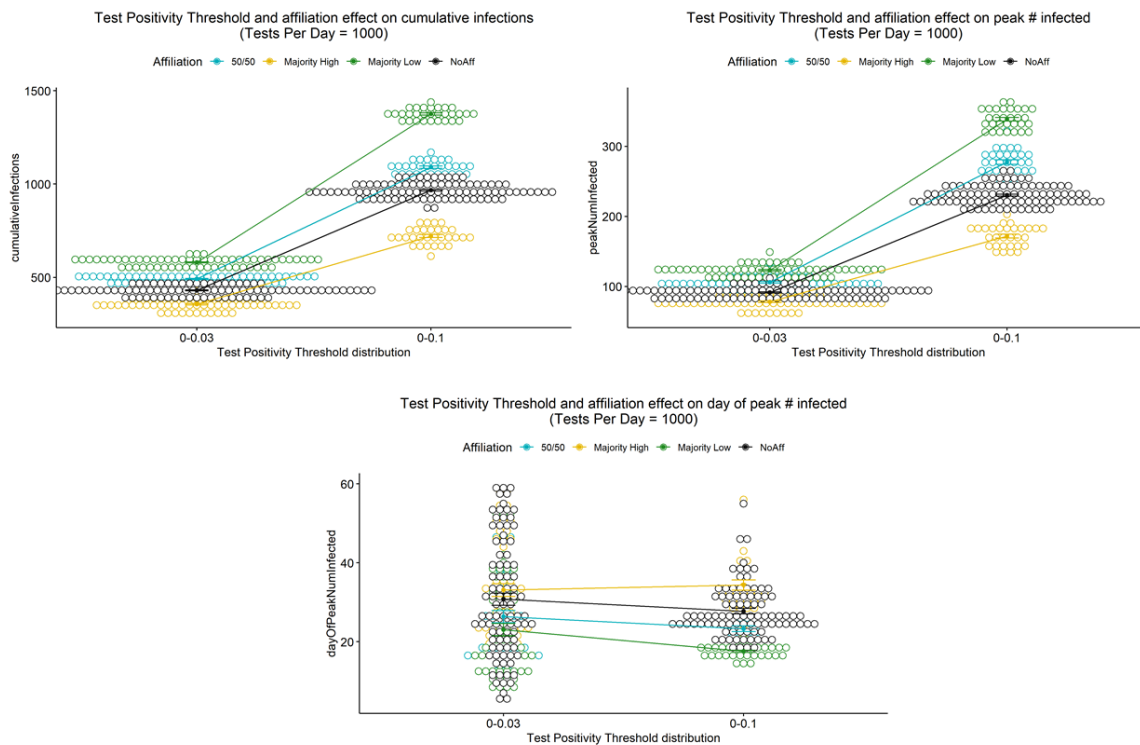 Test Positivity Threshold and affiliation effect on cumulative infections
(Tests Per Day = 1000)
Affiliation 50/50 Majority High Majority Low NoAff
1500
1000
500
cumulativeInfections
0-0.03 0-0.1
Test Positivity Threshold distribution
Test Positivity Threshold and affiliation effect on peak # infected
(Tests Per Day = 1000)
Affiliation 50/50 Majority High Majority Low NoAff
300
200
100
peakNumInfected
0-0.03 0-0.1
Test Positivity Threshold distribution
Test Positivity Threshold and affiliation effect on day of peak # infected
(Tests Per Day = 1000)
Affiliation 50/50 Majority High Majority Low NoAff
60
40
20
dayOfPeakNumInfected
0-0.03 0-0.1
Test Positivity Threshold distribution